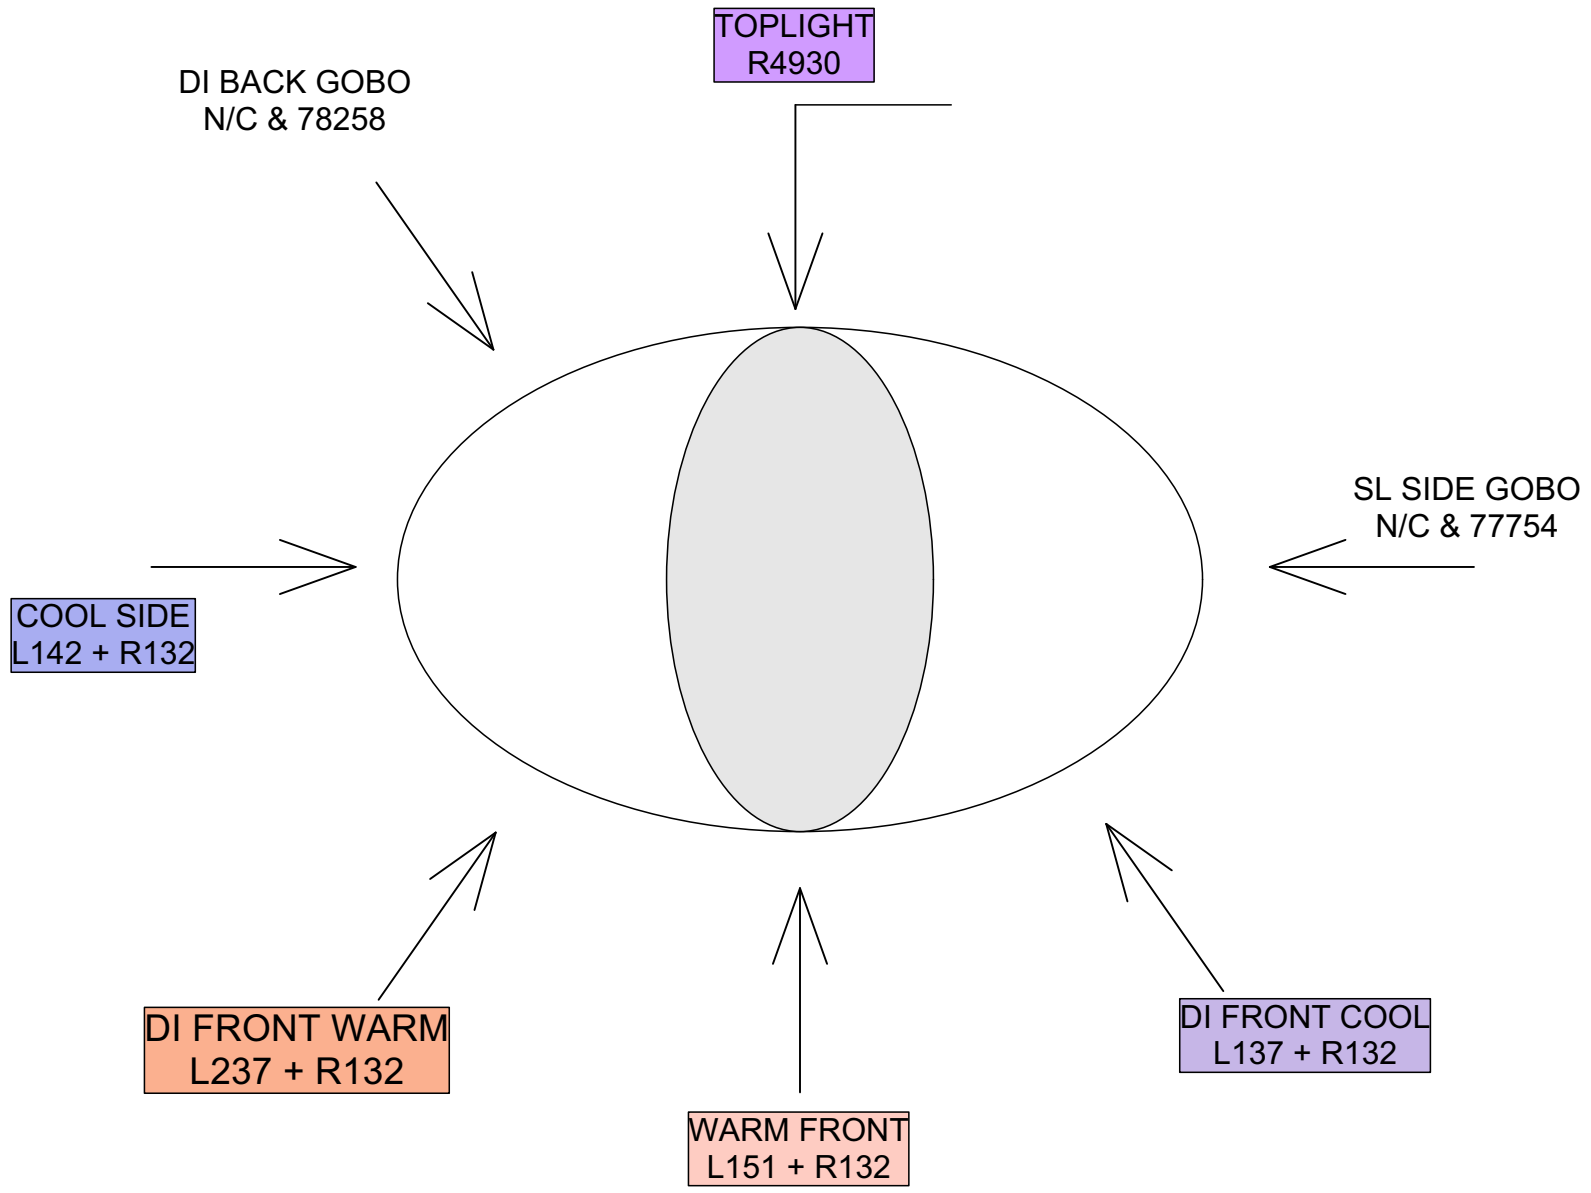 TOPLIGHT
R4930
DI BACK GOBO
N/C & 78258
SL SIDE GOBO
N/C & 77754
COOL SIDE
L142 + R132
DI FRONT WARM
L237 + R132
DI FRONT COOL
L137 + R132
WARM FRONT
L151 + R132